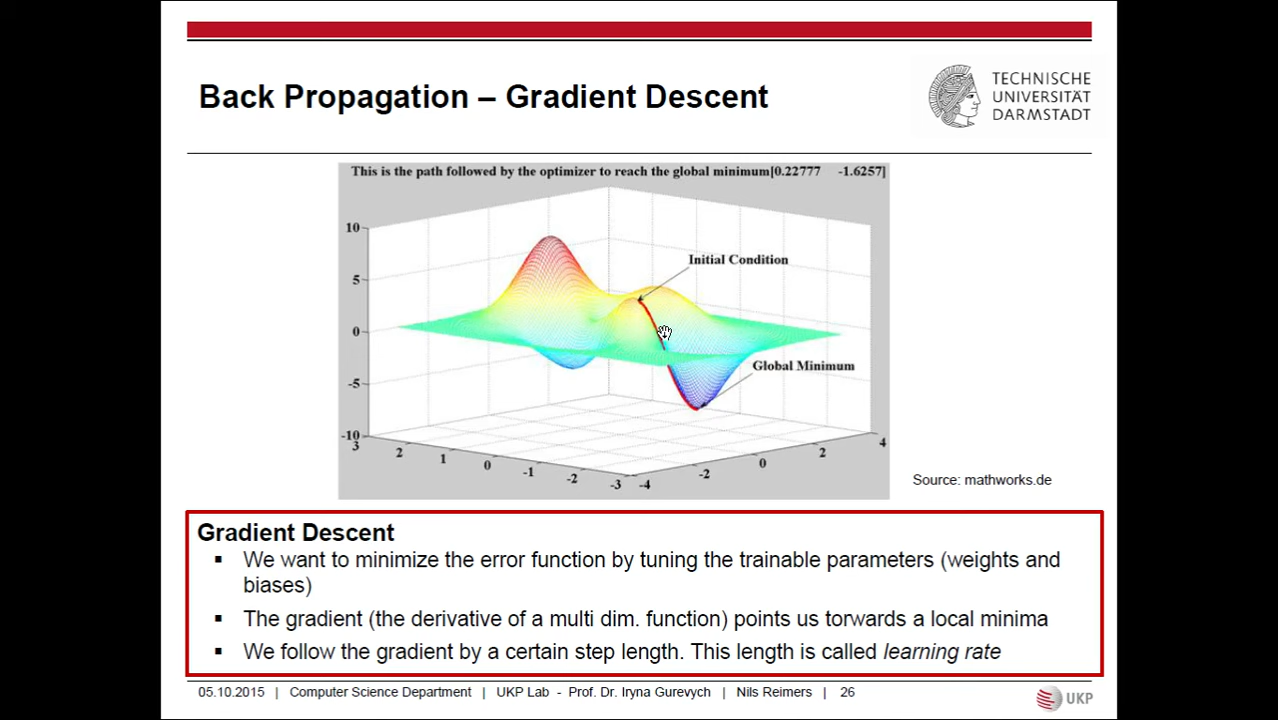 Back Propagation – Gradient Descent
TECHNISCHE
UNIVERSITÄT
DARMSTADT
This is the path followed by the optimizer to reach the global minimum[0.22777 -1.6257]
10
5
0
-5
-10
Initial Condition
Global Minimum
3
2
1
0
-1
-2
-3
-4
-2
0
2
4
Source: mathworks.de
Gradient Descent
▪ We want to minimize the error function by tuning the trainable parameters (weights and
biases)
▪ The gradient (the derivative of a multi dim. function) points us torwards a local minima
▪ We follow the gradient by a certain step length. This length is called learning rate
05.10.2015 | Computer Science Department | UKP Lab - Prof. Dr. Iryna Gurevych | Nils Reimers | 26
UKP